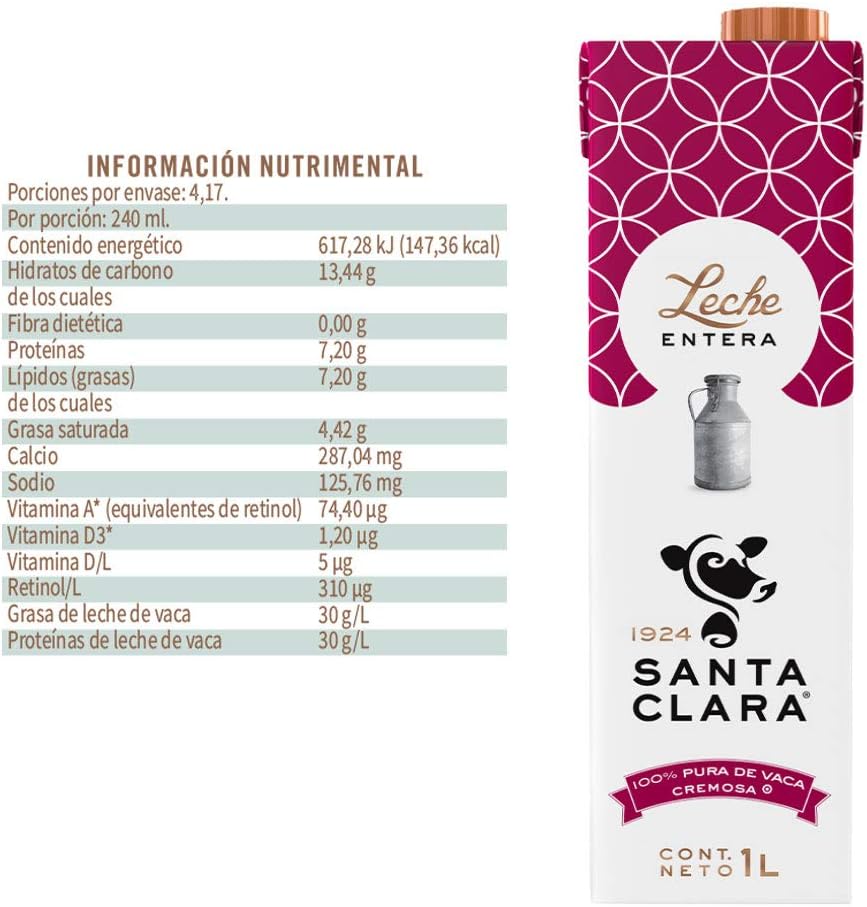 INFORMACIÓN NUTRIMENTAL
Porciones por envase: 4,17.
Por porción: 240 ml.
Contenido energético 617,28 kJ (147,36 kcal)
Hidratos de carbono 13,44 g
de los cuales
Fibra dietética 0,00 g
Proteínas 7,20 g
Lípidos (grasas) 7,20 g
de los cuales
Grasa saturada 4,42 g
Calcio 287,04 mg
Sodio 125,76 mg
Vitamina A* (equivalentes de retinol) 74,40 µg
Vitamina D3* 1,20 µg
Vitamina D/L 5 µg
Retinol/L 310 µg
Grasa de leche de vaca 30 g/L
Proteínas de leche de vaca 30 g/L
Leche
ENTERA
1924
SANTA
CLARA®
100% PURA DE VACA
CREMOSA
CONT.
NETO 1L